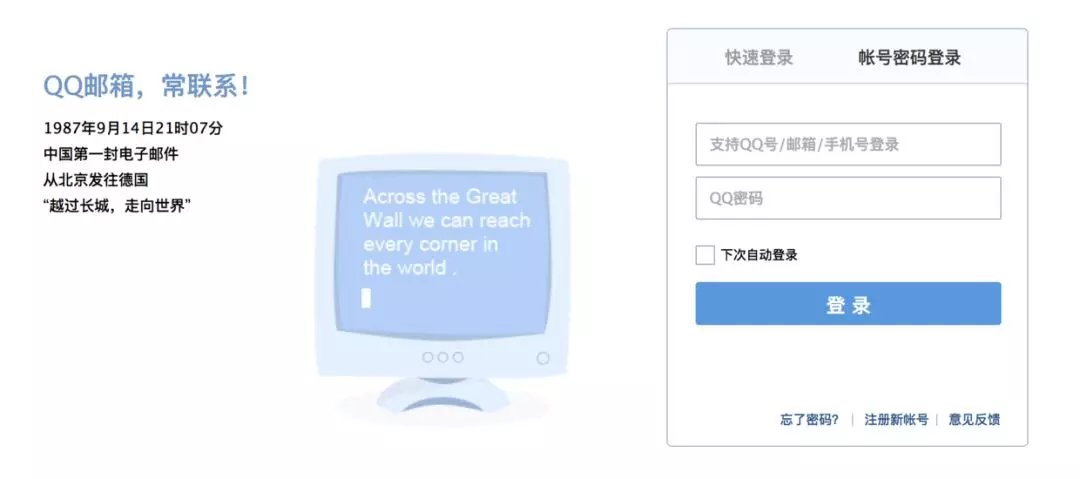 QQ邮箱，常联系！
1987年9月14日21时07分
中国第一封电子邮件
从北京发往德国
“越过长城，走向世界”
Across the Great
Wall we can reach
every corner in
the world .
快速登录 帐号密码登录
支持QQ号/邮箱/手机号登录
QQ密码
下次自动登录
登 录
忘了密码? | 注册新帐号 | 意见反馈